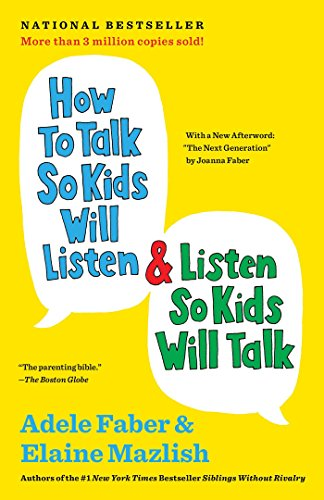 NATIONAL BESTSELLER
More than 3 million copies sold!
How
To Talk
So Kids
Will
Listen
With a New Afterword:
"The Next Generation"
by Joanna Faber
& Listen
So Kids
Will Talk
"The parenting bible."
—The Boston Globe
Adele Faber &
Elaine Mazlish
Authors of the #1 New York Times Bestseller Siblings Without Rivalry